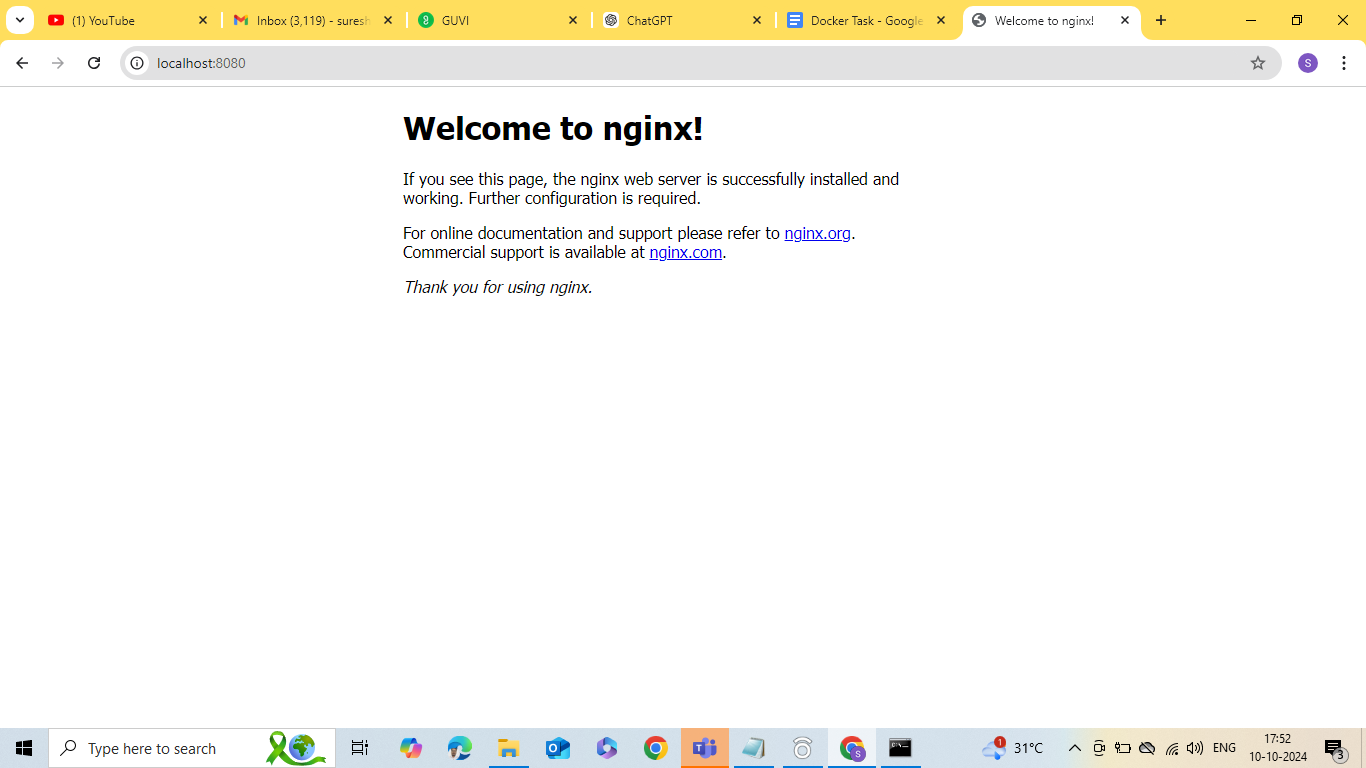 (1) YouTube
Inbox (3,119) - suresh
GUVI
ChatGPT
Docker Task - Google
Welcome to nginx!
localhost:8080
S
Welcome to nginx!
If you see this page, the nginx web server is successfully installed and
working. Further configuration is required.
For online documentation and support please refer to nginx.org.
Commercial support is available at nginx.com.
Thank you for using nginx.
Type here to search
1
31°C
ENG
17:52
10-10-2024
3